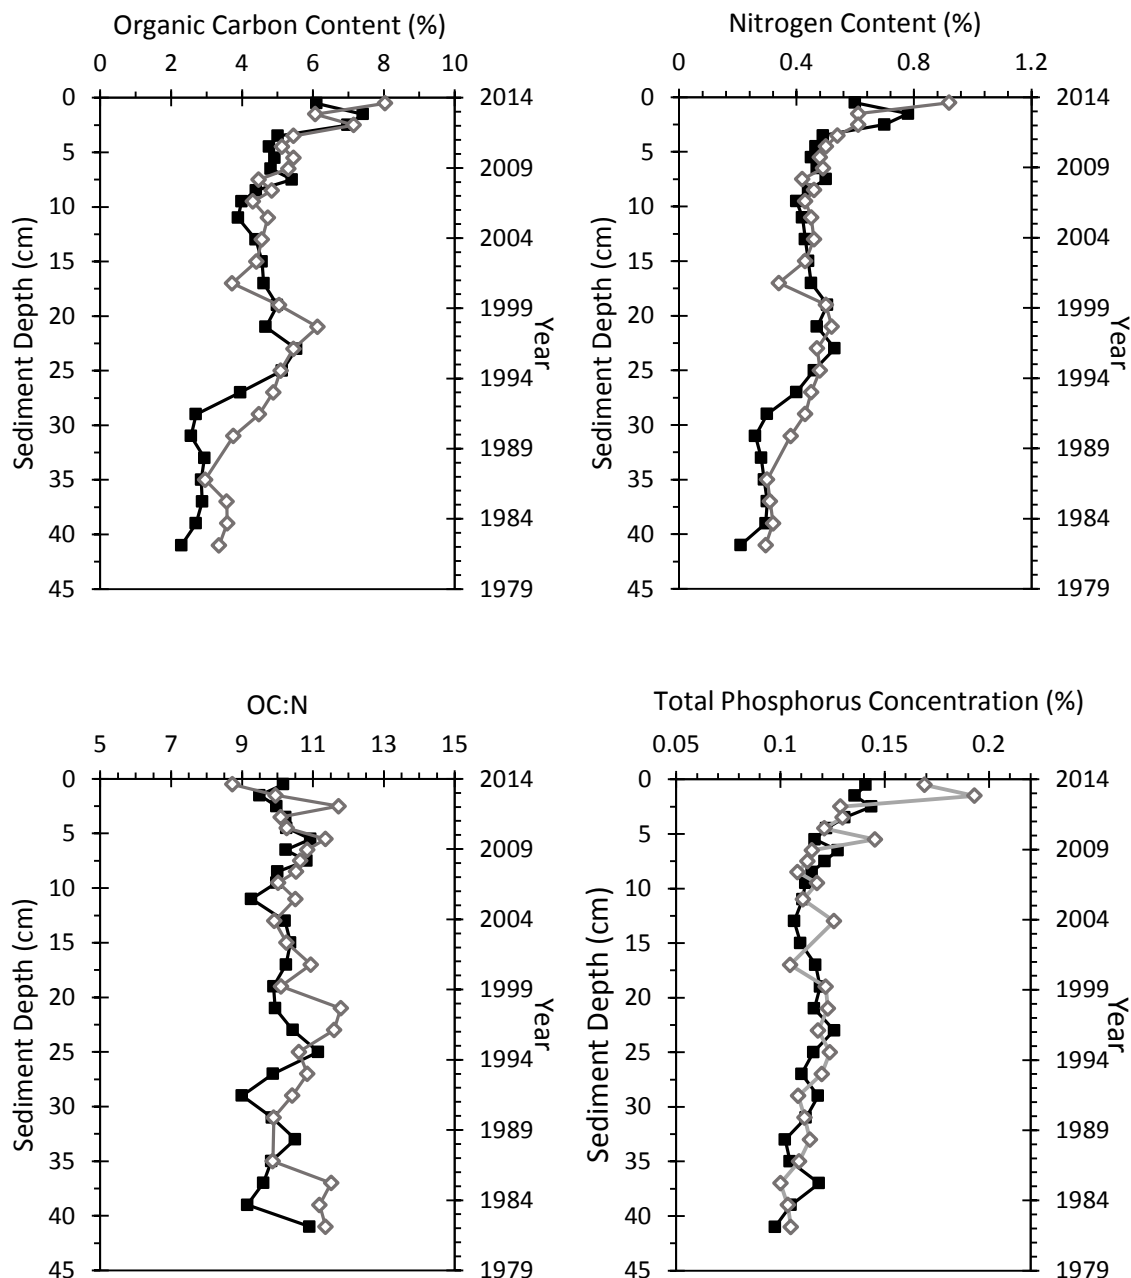 Organic Carbon Content (%)
0 2 4 6 8 10
0 5 10 15 20 25 30 35 40 45
Sediment Depth (cm)
2014 2009 2004 1999 1994 1989 1984 1979
Year
Nitrogen Content (%)
0 0.4 0.8 1.2
0 5 10 15 20 25 30 35 40 45
Sediment Depth (cm)
2014 2009 2004 1999 1994 1989 1984 1979
Year
OC:N
5 7 9 11 13 15
0 5 10 15 20 25 30 35 40 45
Sediment Depth (cm)
2014 2009 2004 1999 1994 1989 1984 1979
Year
Total Phosphorus Concentration (%)
0.05 0.1 0.15 0.2
0 5 10 15 20 25 30 35 40 45
Sediment Depth (cm)
2014 2009 2004 1999 1994 1989 1984 1979
Year